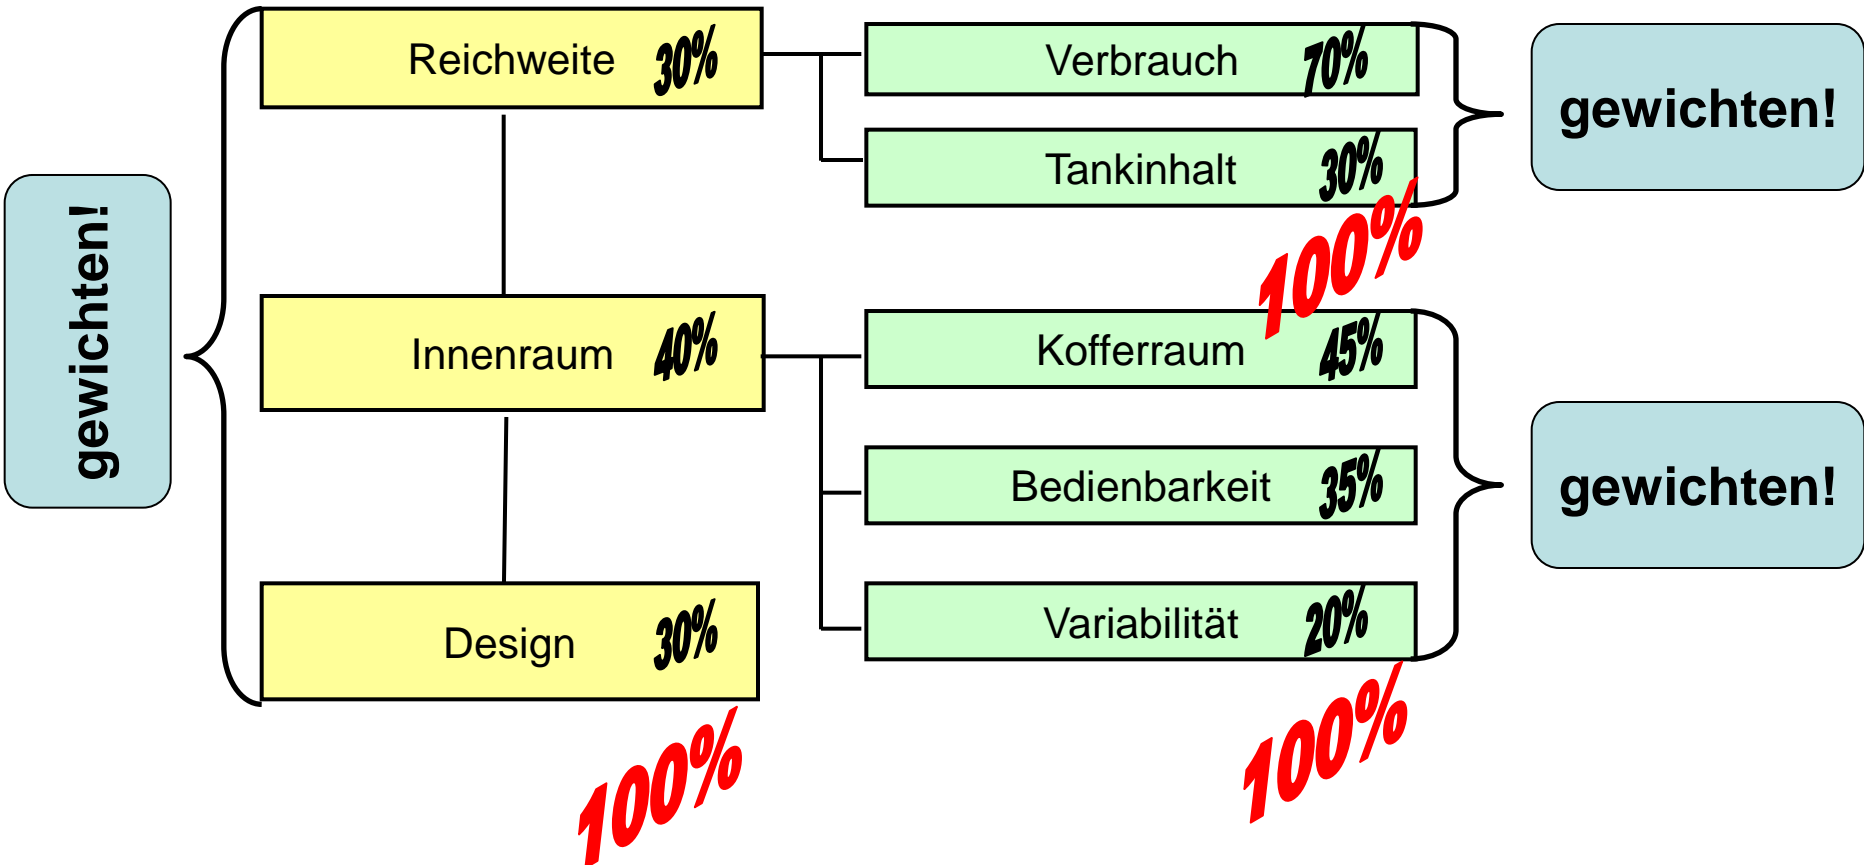 gewichten!
Reichweite 30%
Innenraum 40%
Design 30%
100%
Verbrauch 70%
Tankinhalt 30%
100%
Kofferraum 45%
Bedienbarkeit 35%
Variabilität 20%
100%
gewichten!
gewichten!